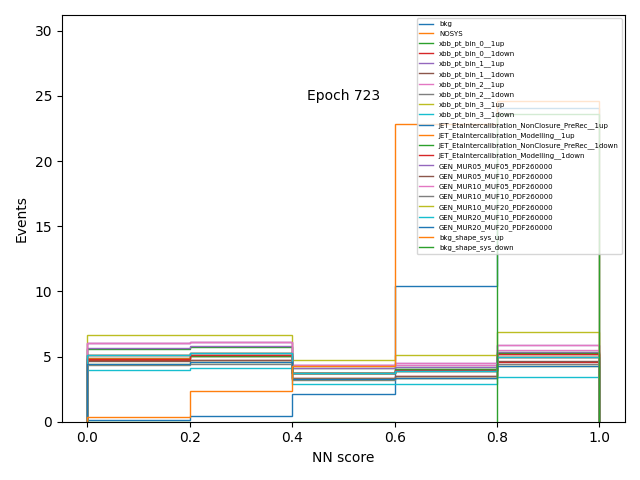 Epoch 723
bkg
NOSYS
xbb_pt_bin_0__1up
xbb_pt_bin_0__1down
xbb_pt_bin_1__1up
xbb_pt_bin_1__1down
xbb_pt_bin_2__1up
xbb_pt_bin_2__1down
xbb_pt_bin_3__1up
xbb_pt_bin_3__1down
JET_EtaIntercalibration_NonClosure_PreRec__1up
JET_EtaIntercalibration_Modelling__1up
JET_EtaIntercalibration_NonClosure_PreRec__1down
JET_EtaIntercalibration_Modelling__1down
GEN_MUR05_MUF05_PDF260000
GEN_MUR05_MUF10_PDF260000
GEN_MUR10_MUF05_PDF260000
GEN_MUR10_MUF10_PDF260000
GEN_MUR10_MUF20_PDF260000
GEN_MUR20_MUF10_PDF260000
GEN_MUR20_MUF20_PDF260000
bkg_shape_sys_up
bkg_shape_sys_down
Events
30
25
20
15
10
5
0
0.0 0.2 0.4 0.6 0.8 1.0
NN score